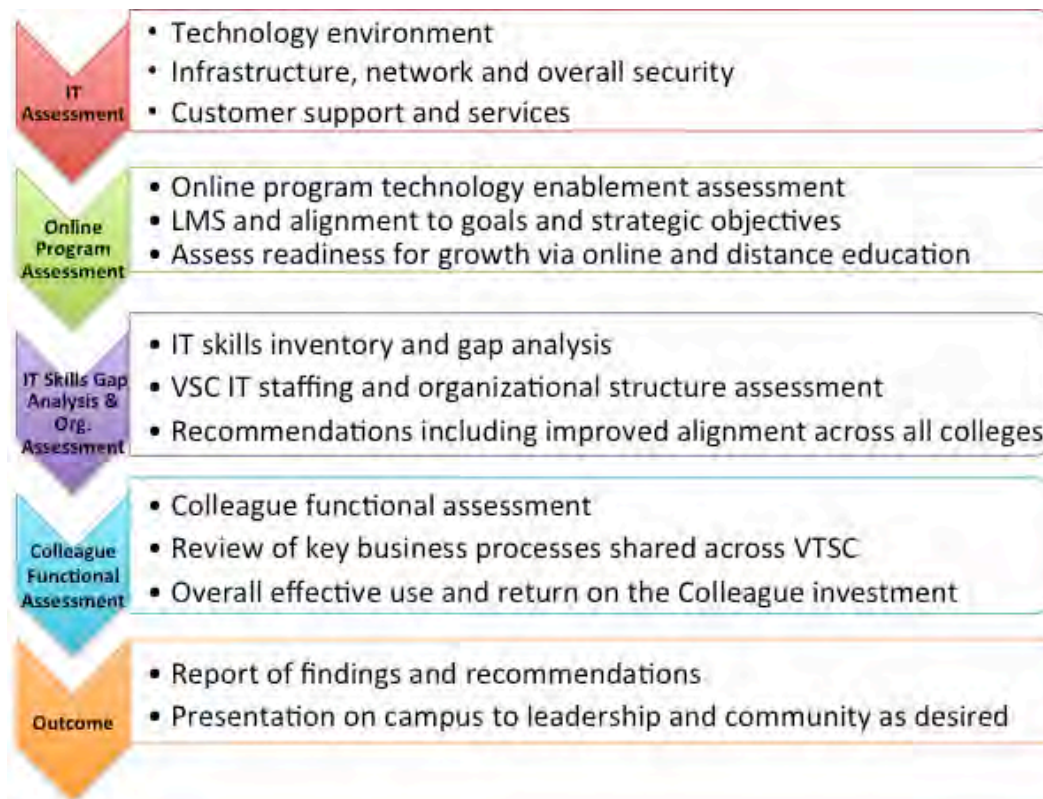 IT
Assessment
• Technology environment
• Infrastructure, network and overall security
• Customer support and services
Online
Program
Assessment
• Online program technology enablement assessment
• LMS and alignment to goals and strategic objectives
• Assess readiness for growth via online and distance education
IT Skills Gap
Analysis &
Org.
Assessment
• IT skills inventory and gap analysis
• VSC IT staffing and organizational structure assessment
• Recommendations including improved alignment across all colleges
Colleague
Functional
Assessment
• Colleague functional assessment
• Review of key business processes shared across VTSC
• Overall effective use and return on the Colleague investment
Outcome
• Report of findings and recommendations
• Presentation on campus to leadership and community as desired